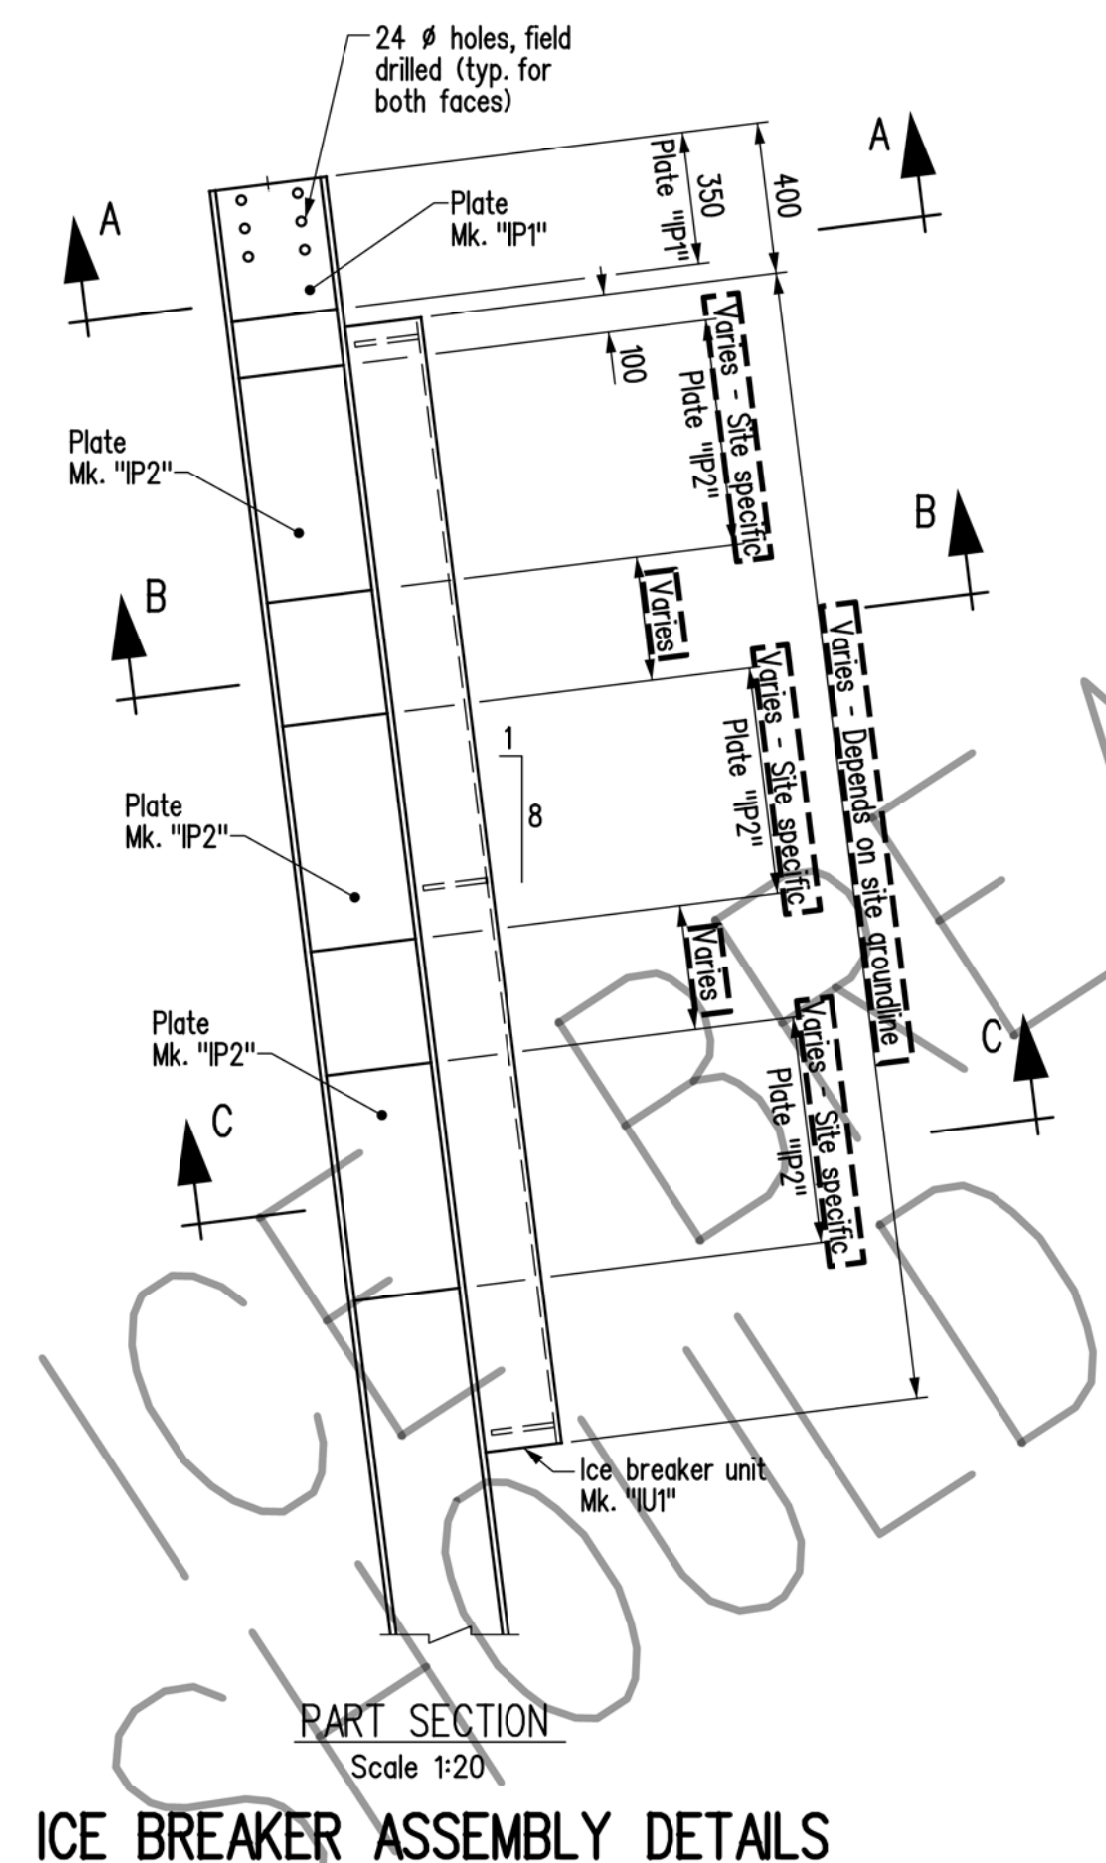 24 ø holes, field
drilled (typ. for
both faces)
A
A
Plate "IP1"
350
400
Plate
Mk. "IP1"
100
Varies - Site specific
Plate "IP2"
Plate
Mk. "IP2"
B
B
Varies
Varies - Site specific
Plate "IP2"
Varies - Depends on site groundline
1
8
Plate
Mk. "IP2"
Varies
Plate
Mk. "IP2"
C
C
Varies - Site specific
Plate "IP2"
Ice breaker unit
Mk. "IU1"
PART SECTION
Scale 1:20
ICE BREAKER ASSEMBLY DETAILS
ICE BRE
SHOULD